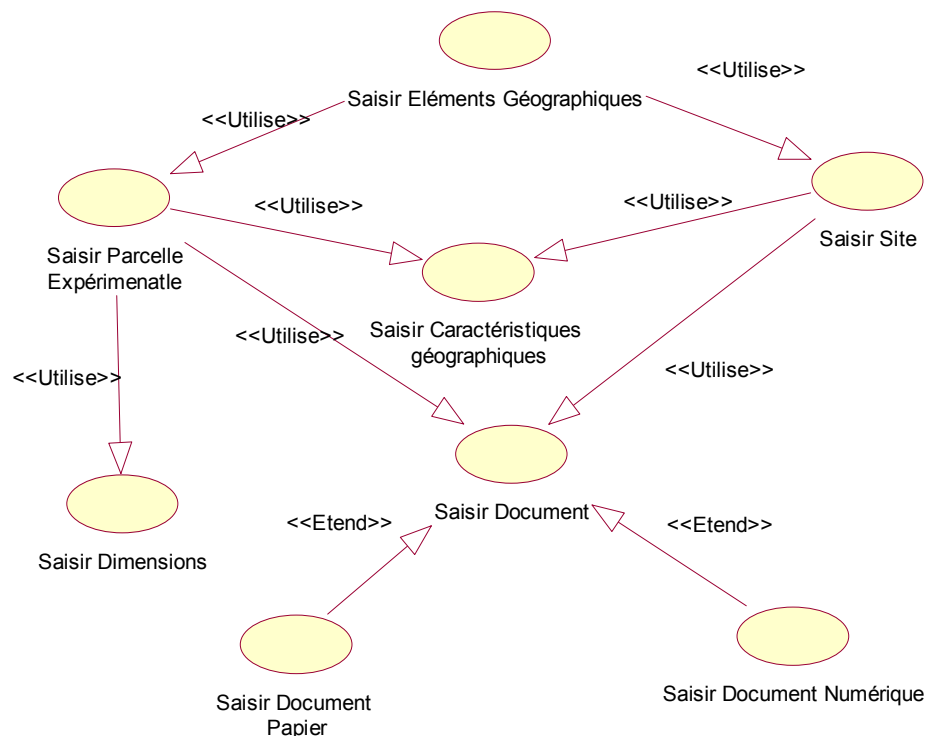 <<Utilise>>
Saisir Eléments Géographiques
<<Utilise>>
<<Utilise>>
<<Utilise>>
Saisir Site
Saisir Parcelle
Expérimenatle
Saisir Caractéristiques
géographiques
<<Utilise>>
<<Utilise>>
<<Utilise>>
Saisir Document
<<Etend>>
<<Etend>>
Saisir Dimensions
Saisir Document
Papier
Saisir Document Numérique